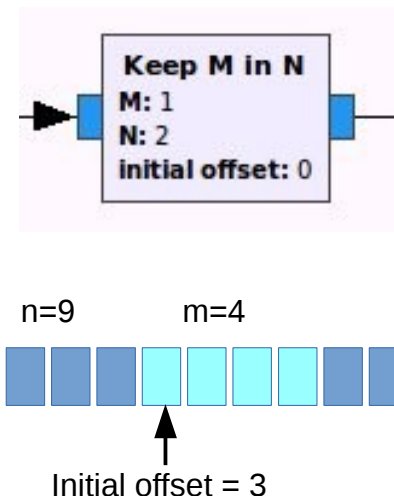 Keep M in N
M: 1
N: 2
initial offset: 0
n=9 m=4
Initial offset = 3